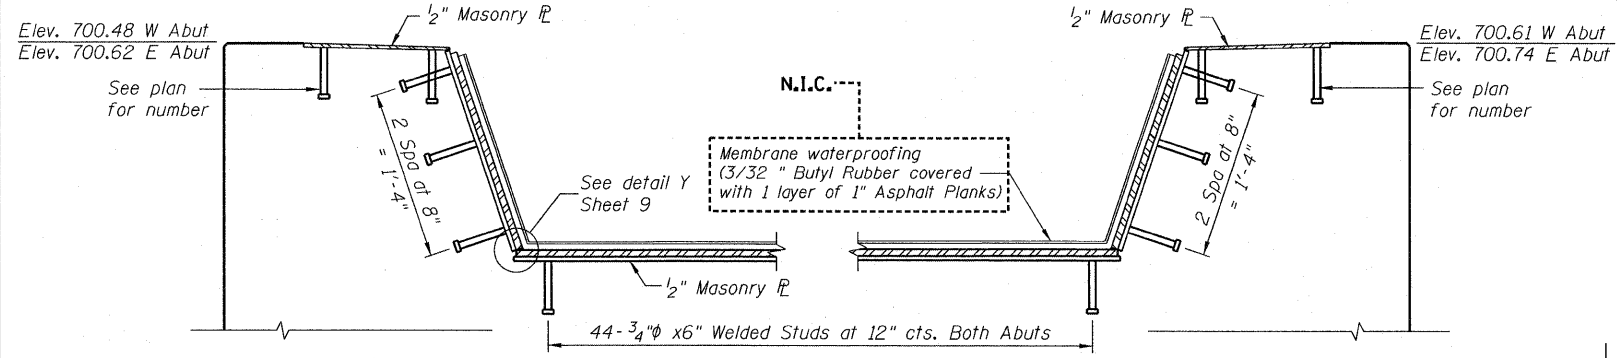 ½" Masonry ℙL
½" Masonry ℙL
Elev. 700.48 W Abut
Elev. 700.62 E Abut
Elev. 700.61 W Abut
Elev. 700.74 E Abut
See plan
for number
N.I.C.
See plan
for number
2 Spa at 8"
= 1'-4"
Membrane waterproofing
(3/32 " Butyl Rubber covered
with 1 layer of 1" Asphalt Planks)
2 Spa at 8"
= 1'-4"
See detail Y
Sheet 9
½" Masonry ℙL
44-¾"ϕ x6" Welded Studs at 12" cts. Both Abuts